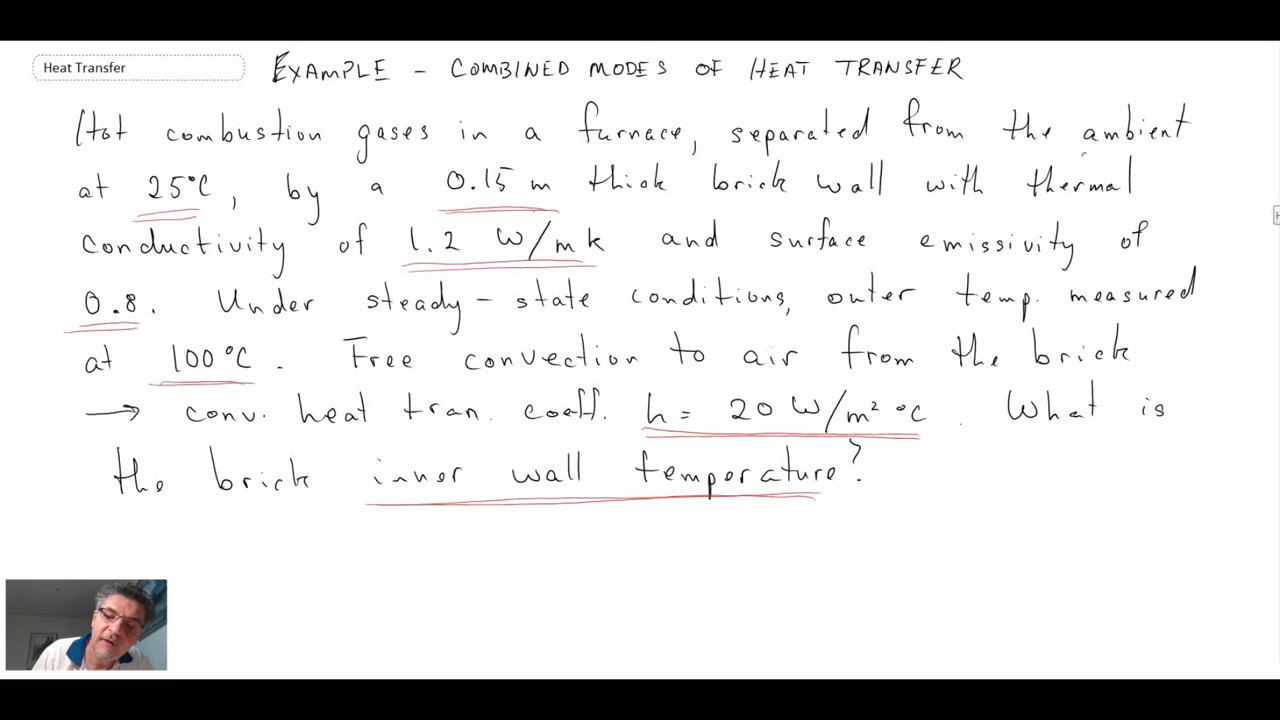 Heat Transfer
EXAMPLE - COMBINED MODES OF HEAT TRANSFER
Hot combustion gases in a furnace, separated from the ambient
at 25°C, by a 0.15 m thick brick wall with thermal
conductivity of 1.2 W/mk and surface emissivity of
0.8. Under steady-state conditions, outer temp. measured
at 100°C. Free convection to air from the brick
→ conv. heat tran. coeff. h = 20 W/m² °C. What is
the brick inner wall temperature?